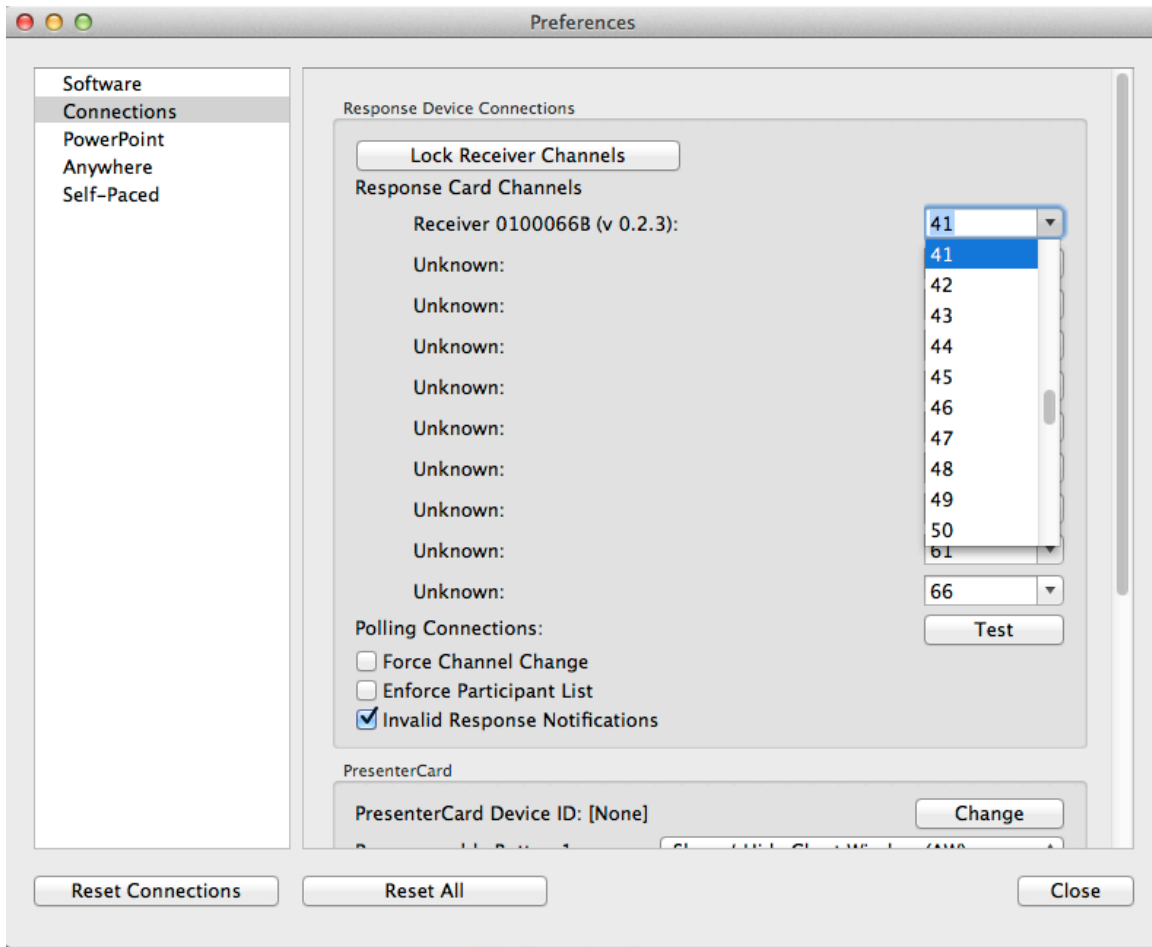 Preferences
Software
Connections
PowerPoint
Anywhere
Self-Paced
Response Device Connections
Lock Receiver Channels
Response Card Channels
Receiver 0100066B (v 0.2.3): 41
41
Unknown:
42
Unknown:
43
Unknown:
44
Unknown:
45
Unknown:
46
47
Unknown:
48
Unknown:
49
50
Unknown: 61
Unknown: 66
Polling Connections: Test
Force Channel Change
Enforce Participant List
Invalid Response Notifications
PresenterCard
PresenterCard Device ID: [None] Change
Reset Connections Reset All Close